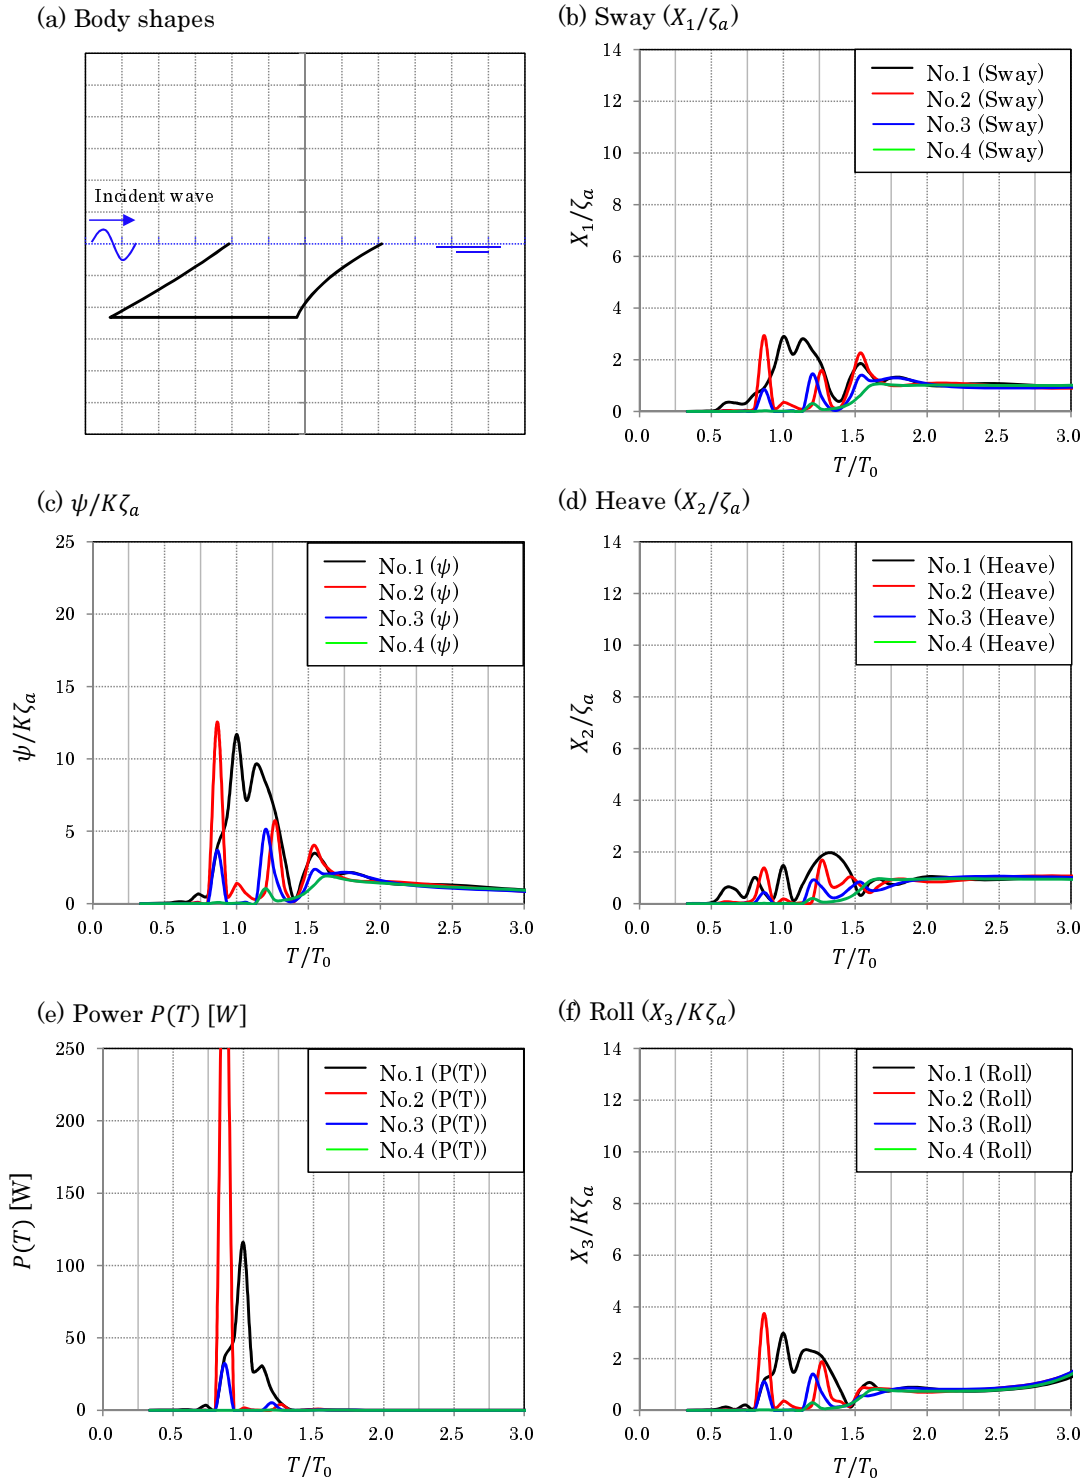 (a) Body shapes
Incident wave
(b) Sway (X₁/ζₐ)
14
12
10
8
6
4
2
0
X₁/ζₐ
No.1 (Sway)
No.2 (Sway)
No.3 (Sway)
No.4 (Sway)
0.0 0.5 1.0 1.5 2.0 2.5 3.0
T/T₀
(c) ψ/Kζₐ
25
20
15
10
5
0
ψ/Kζₐ
No.1 (ψ)
No.2 (ψ)
No.3 (ψ)
No.4 (ψ)
0.0 0.5 1.0 1.5 2.0 2.5 3.0
T/T₀
(d) Heave (X₂/ζₐ)
14
12
10
8
6
4
2
0
X₂/ζₐ
No.1 (Heave)
No.2 (Heave)
No.3 (Heave)
No.4 (Heave)
0.0 0.5 1.0 1.5 2.0 2.5 3.0
T/T₀
(e) Power P(T) [W]
250
200
150
100
50
0
P(T) [W]
No.1 (P(T))
No.2 (P(T))
No.3 (P(T))
No.4 (P(T))
0.0 0.5 1.0 1.5 2.0 2.5 3.0
T/T₀
(f) Roll (X₃/Kζₐ)
14
12
10
8
6
4
2
0
X₃/Kζₐ
No.1 (Roll)
No.2 (Roll)
No.3 (Roll)
No.4 (Roll)
0.0 0.5 1.0 1.5 2.0 2.5 3.0
T/T₀